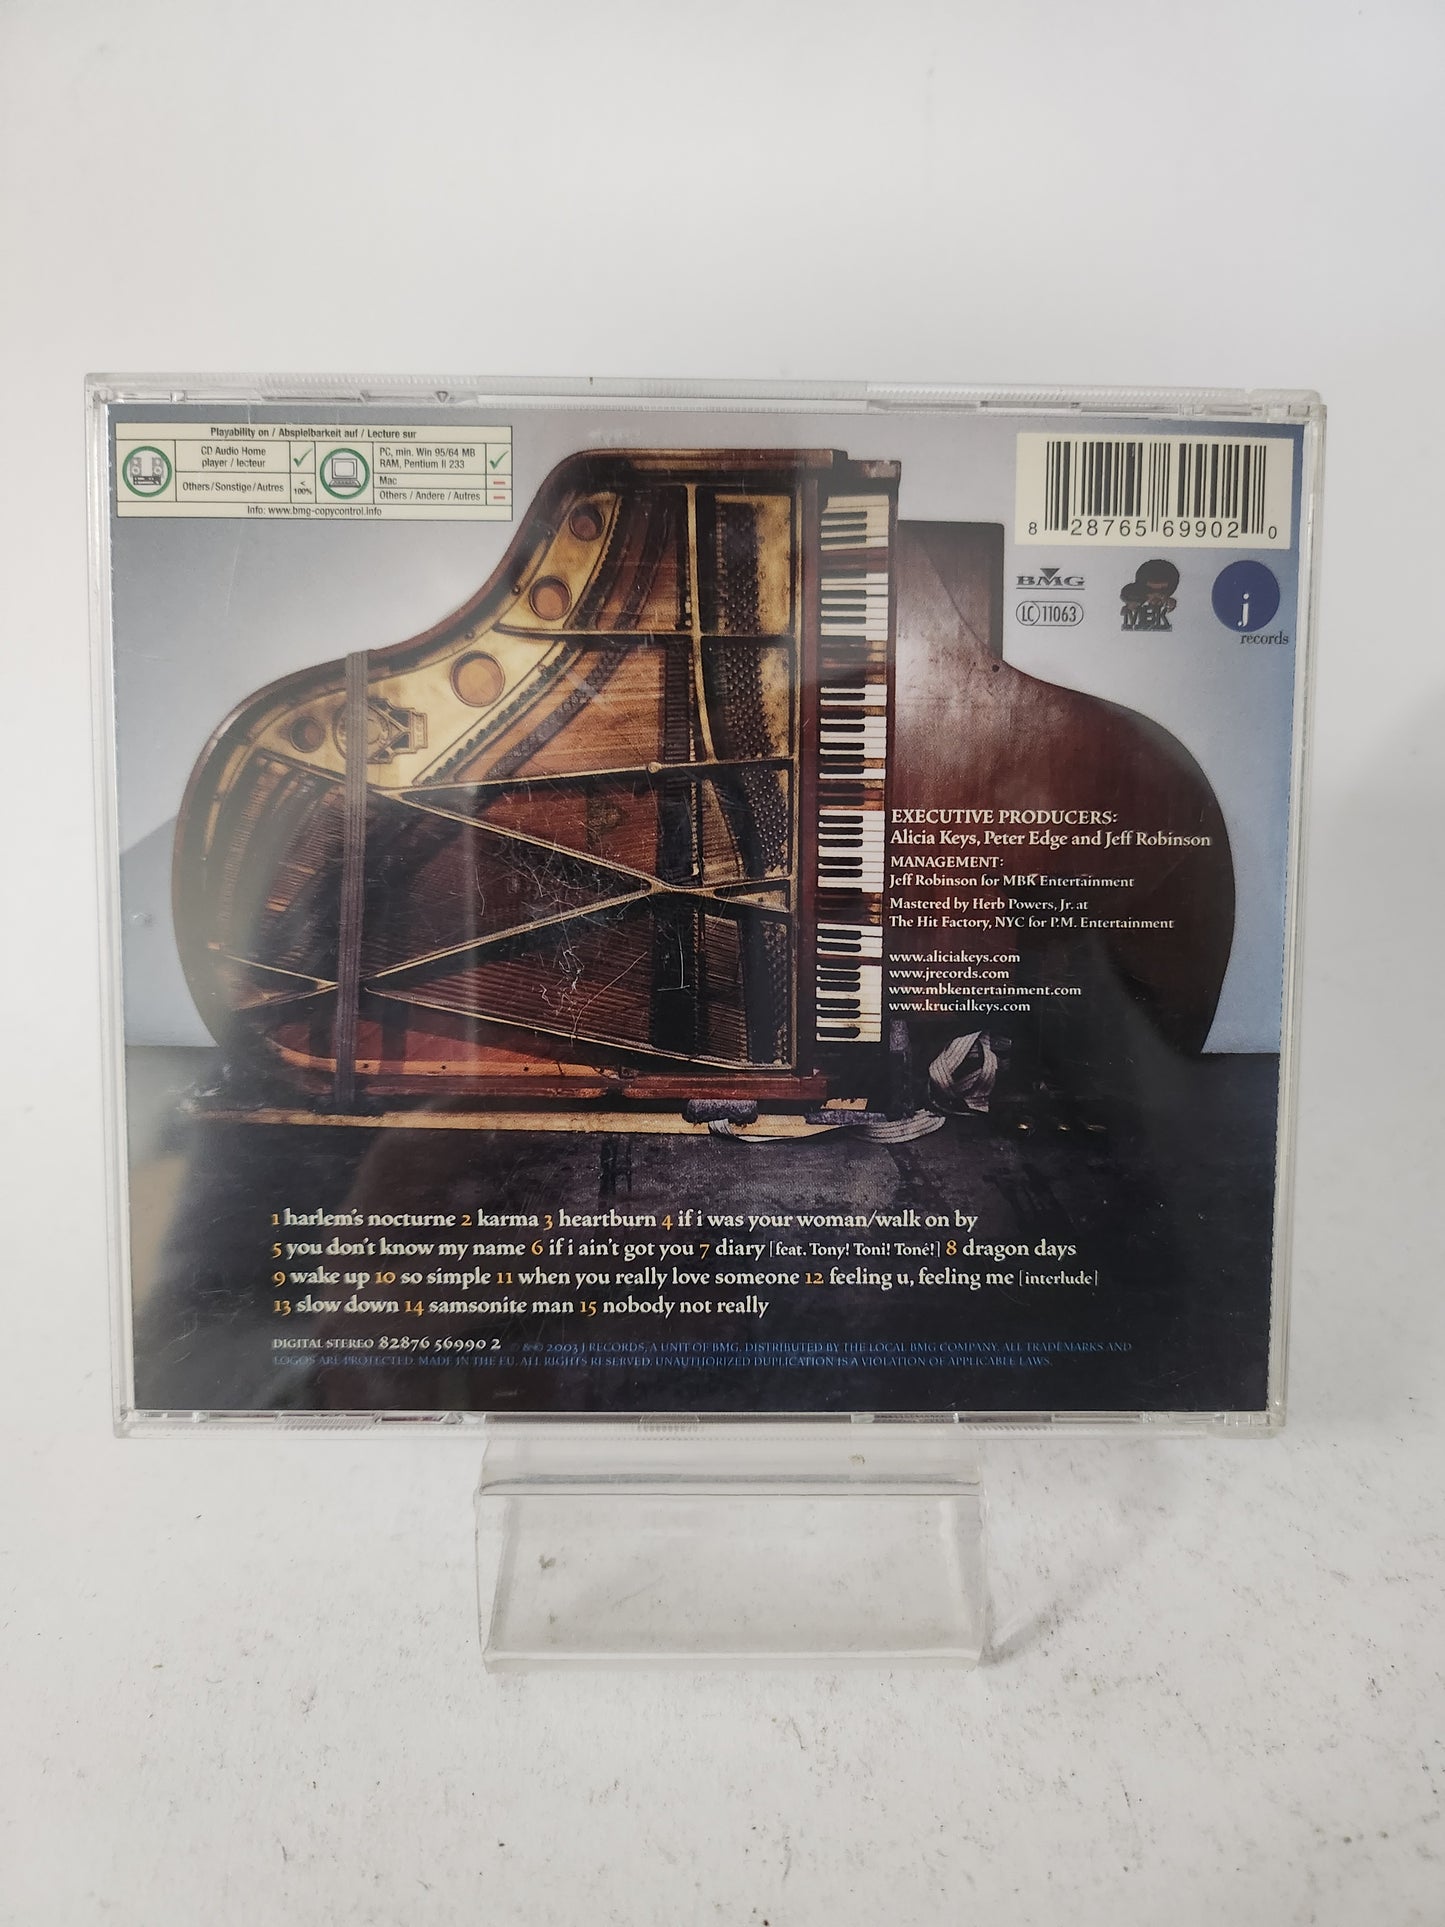 Playability on / Abspielbarkeit auf / Lecture sur
CD Audio Home
player / lecteur
Others/Sonstige/Autres
<
100%
PC, min. Win 95/64 MB
RAM, Pentium II 233
Mac
Others / Andere / Autres
Info: www.bmg-copycontrol.info
8 28765 69902 0
BMG
LC 11063
MBK
j
records
EXECUTIVE PRODUCERS:
Alicia Keys, Peter Edge and Jeff Robinson
MANAGEMENT:
Jeff Robinson for MBK Entertainment
Mastered by Herb Powers, Jr. at
The Hit Factory, NYC for P.M. Entertainment
www.aliciakeys.com
www.jrecords.com
www.mbkentertainment.com
www.krucialkeys.com
1 harlem's nocturne 2 karma 3 heartburn 4 if i was your woman/walk on by
5 you don't know my name 6 if i ain't got you 7 diary [feat. Tony! Toni! Toné!] 8 dragon days
9 wake up 10 so simple 11 when you really love someone 12 feeling u, feeling me [interlude]
13 slow down 14 samsonite man 15 nobody not really
DIGITAL STEREO 82876 56990 2 ℗ & © 2003 J RECORDS, A UNIT OF BMG. DISTRIBUTED BY THE LOCAL BMG COMPANY. ALL TRADEMARKS AND
LOGOS ARE PROTECTED. MADE IN THE EU. ALL RIGHTS RESERVED. UNAUTHORIZED DUPLICATION IS A VIOLATION OF APPLICABLE LAWS.